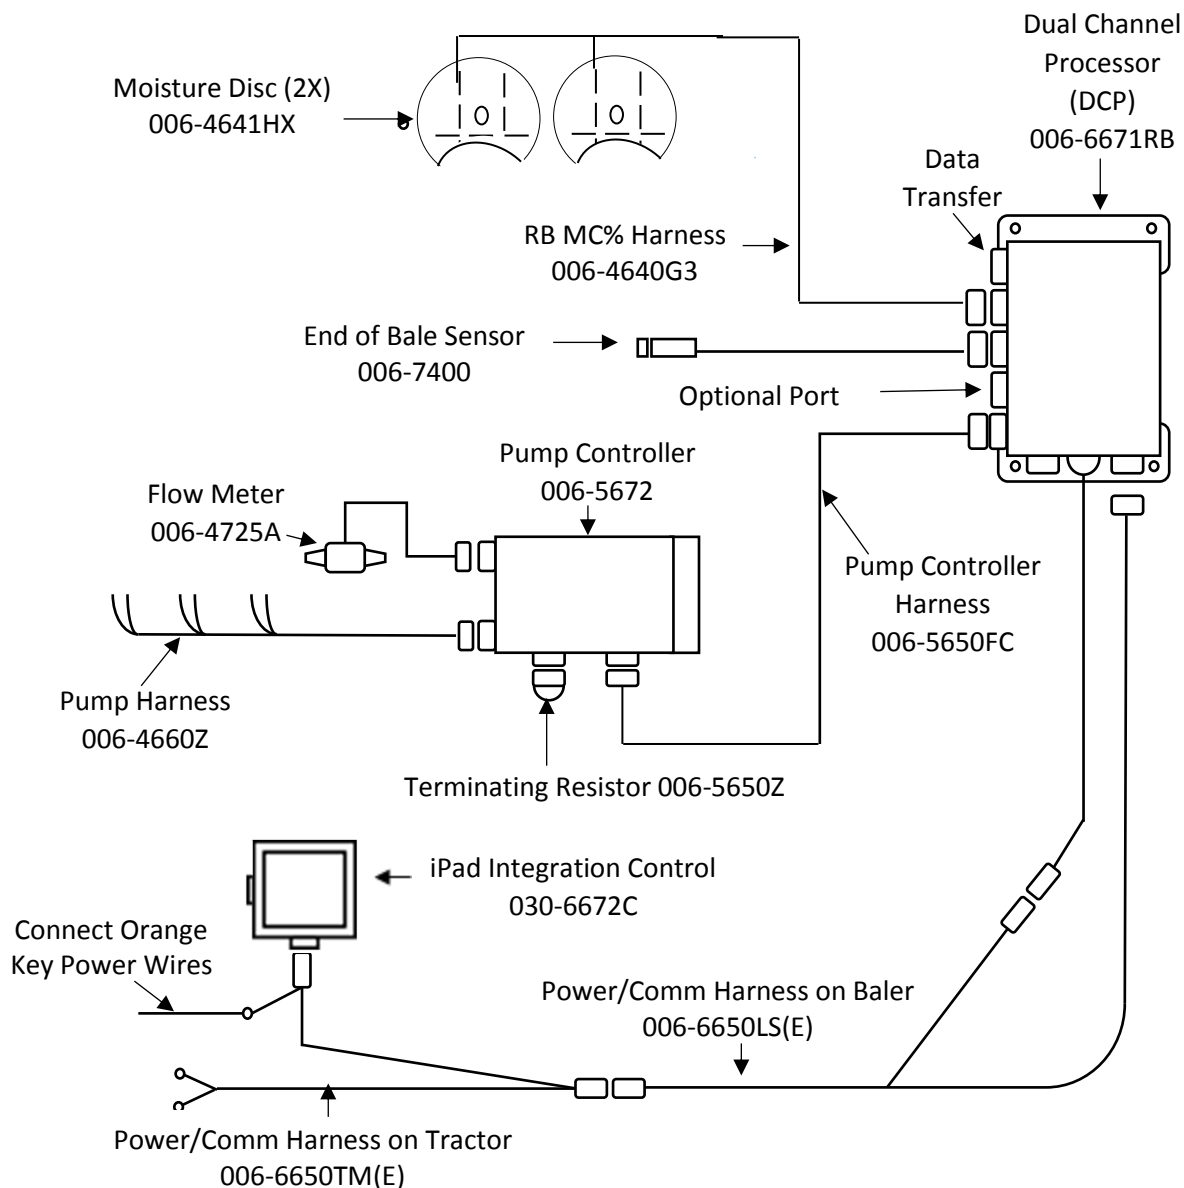 Dual Channel
Processor
(DCP)
006-6671RB
Moisture Disc (2X)
006-4641HX
Data
Transfer
RB MC% Harness
006-4640G3
End of Bale Sensor
006-7400
Optional Port
Pump Controller
006-5672
Flow Meter
006-4725A
Pump Controller
Harness
006-5650FC
Pump Harness
006-4660Z
Terminating Resistor 006-5650Z
iPad Integration Control
030-6672C
Connect Orange
Key Power Wires
Power/Comm Harness on Baler
006-6650LS(E)
Power/Comm Harness on Tractor
006-6650TM(E)